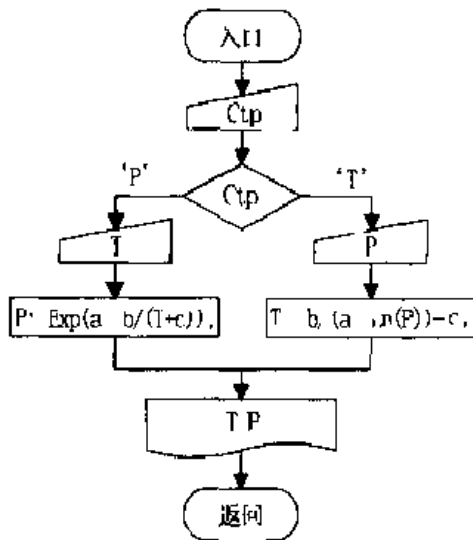 入口
Ctp
'P' Ctp 'T'
T P
P: Exp(a b/(T+c)),
T b, (a ,n(P))-c,
T P
返回